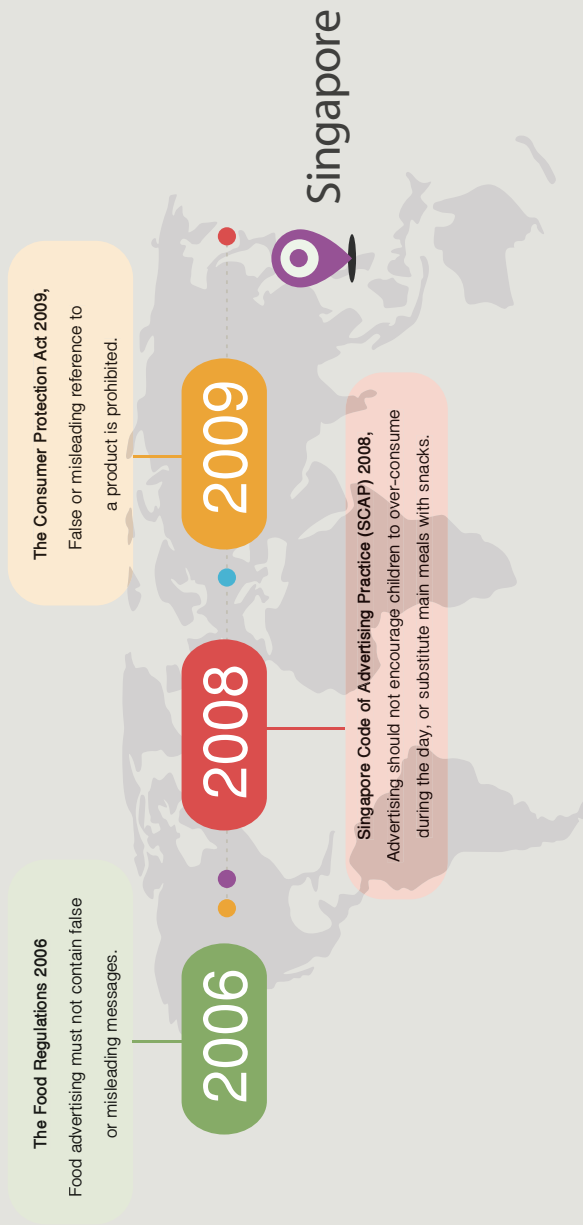 Singapore
The Food Regulations 2006
Food advertising must not contain false
or misleading messages.
2006
2008
Singapore Code of Advertising Practice (SCAP) 2008,
Advertising should not encourage children to over-consume
during the day, or substitute main meals with snacks.
The Consumer Protection Act 2009,
False or misleading reference to
a product is prohibited.
2009